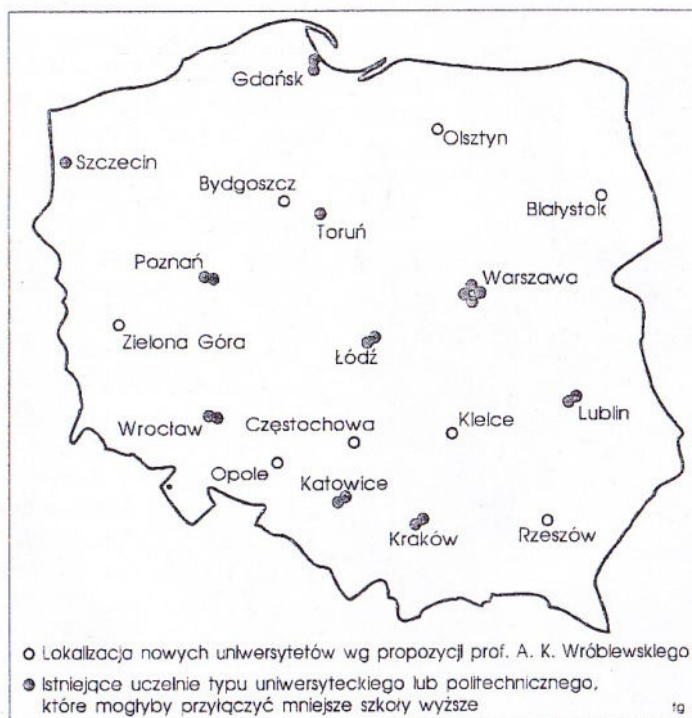 Gdańsk
Olsztyn
Szczecin
Bydgoszcz
Białystok
Toruń
Poznań
Warszawa
Zielona Góra
Łódź
Lublin
Wrocław
Częstochowa
Kielce
Opole
Katowice
Kraków
Rzeszów
Lokalizacja nowych uniwersytetów wg propozycji prof. A. K. Wróblewskiego
Istniejące uczelnie typu uniwersyteckiego lub politechnicznego,
które mogłyby przyłączyć mniejsze szkoły wyższe
fg